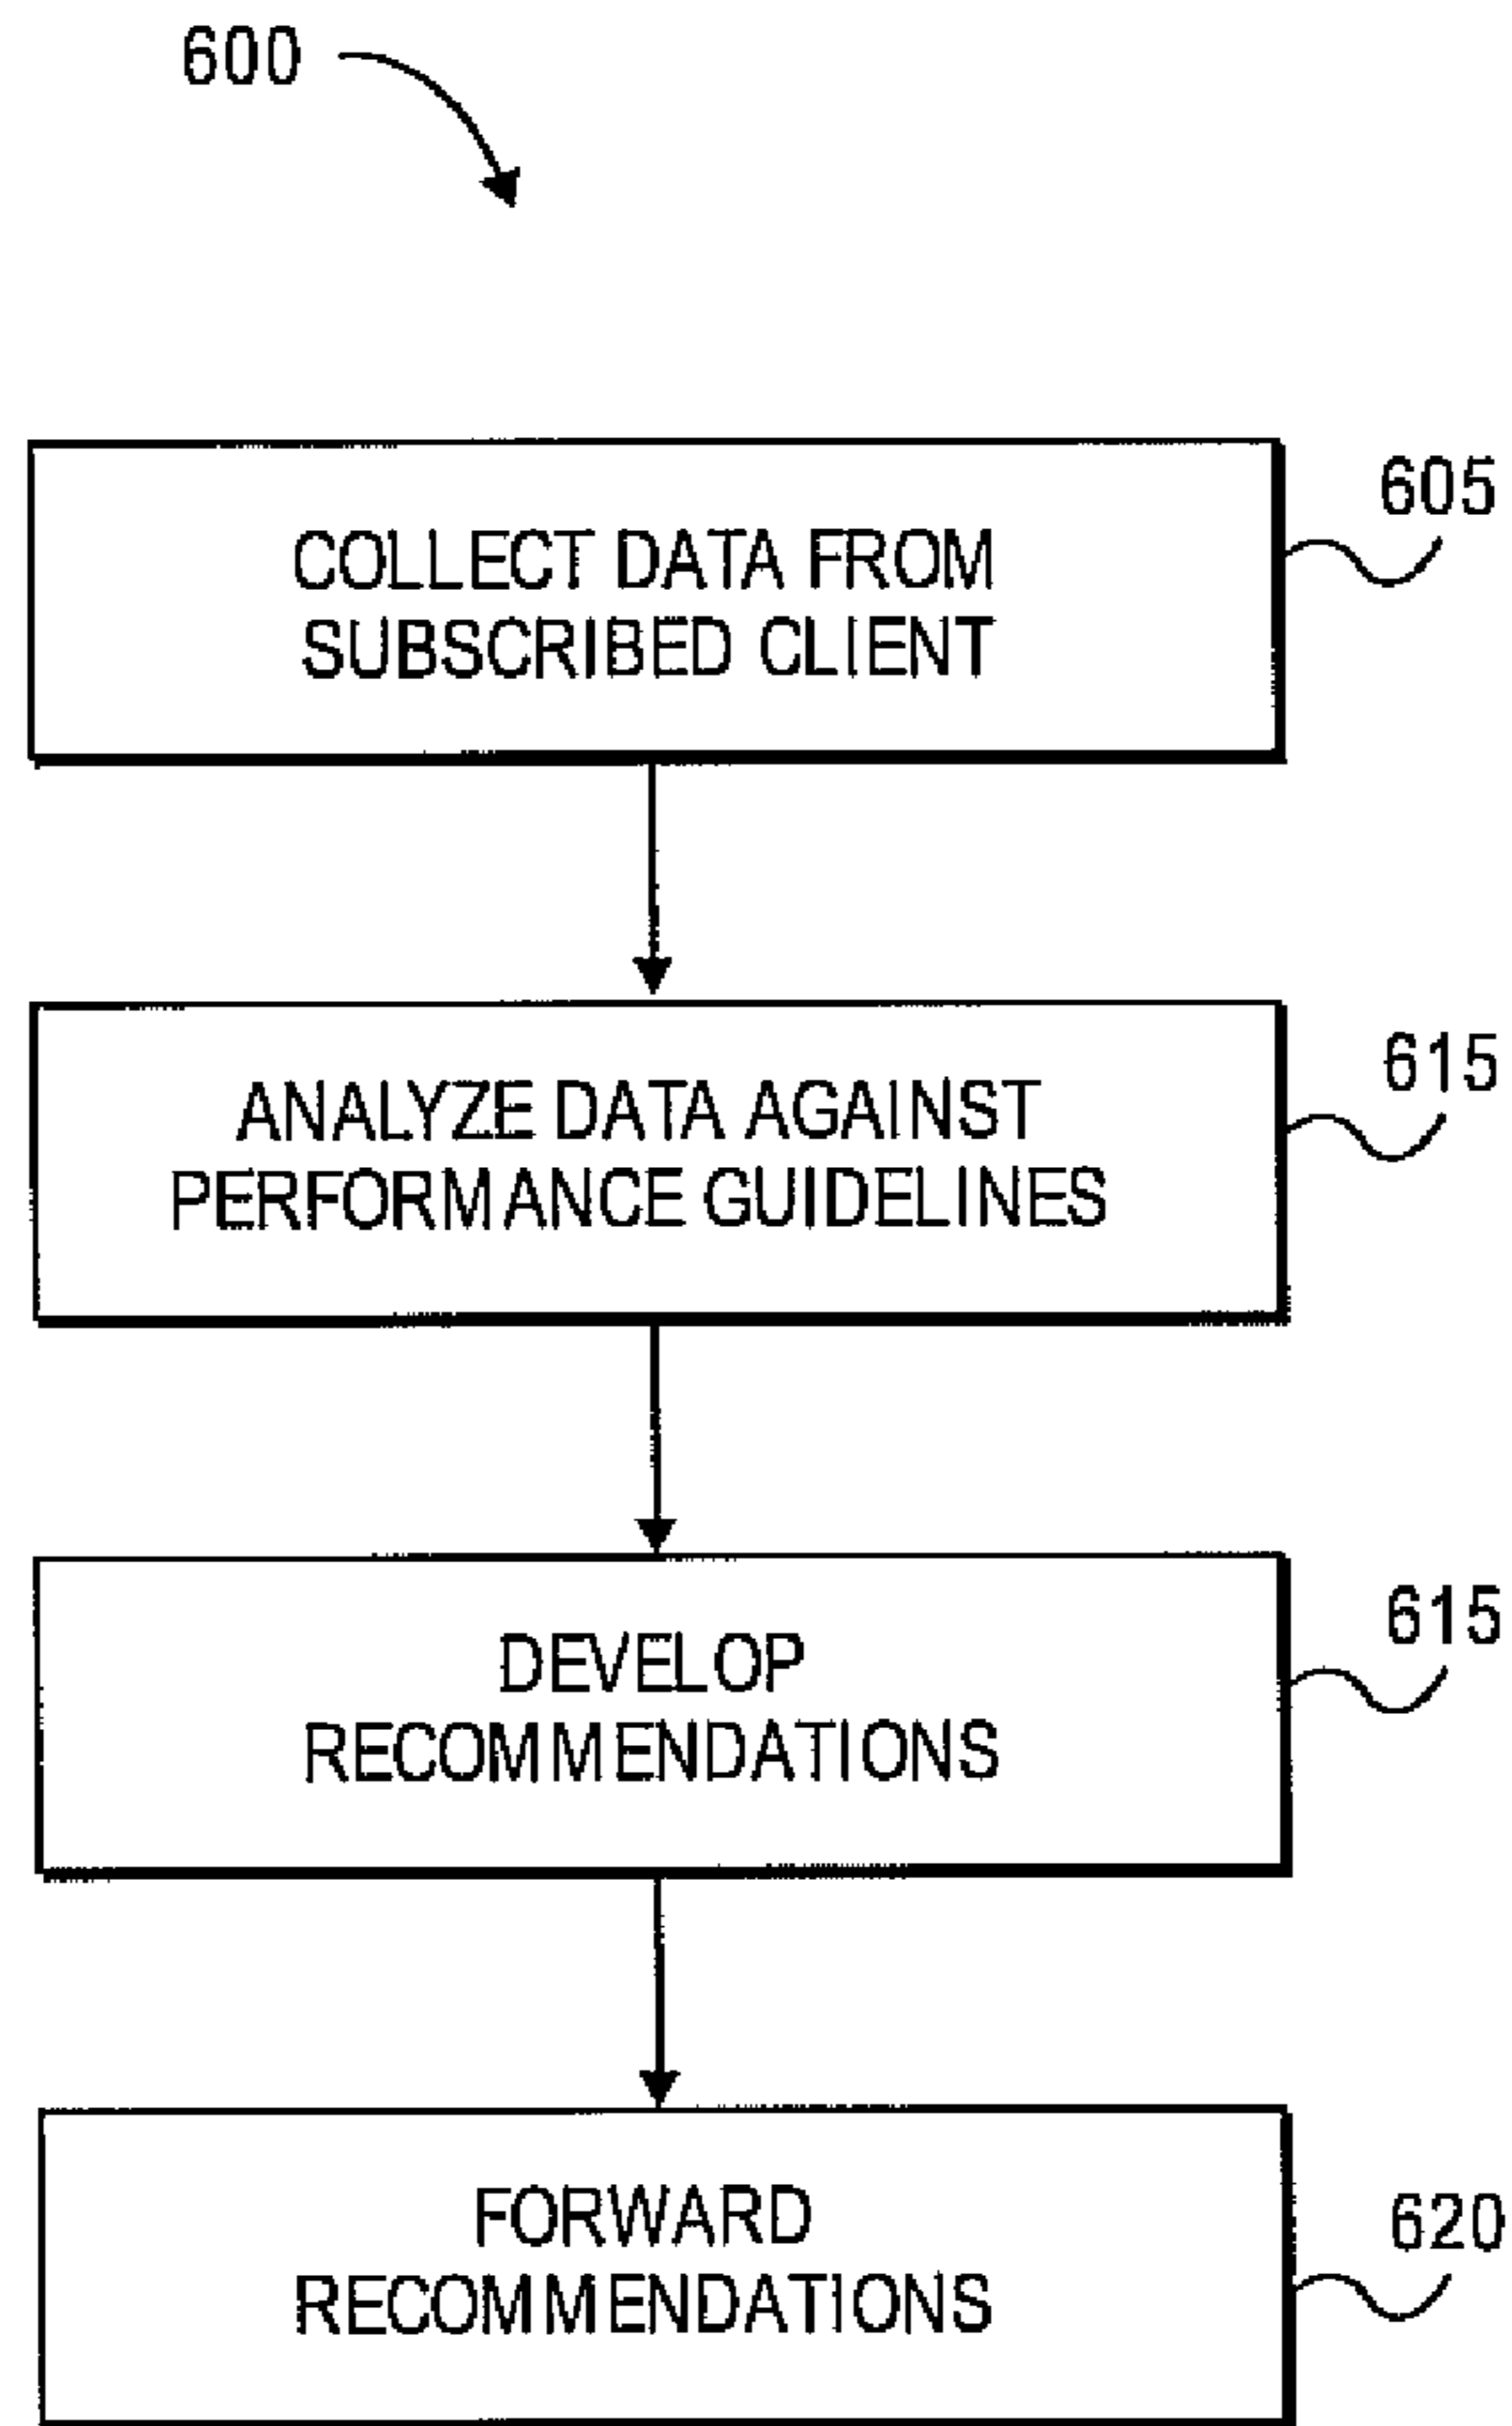 600
COLLECT DATA FROM
SUBSCRIBED CLIENT
605
ANALYZE DATA AGAINST
PERFORMANCE GUIDELINES
615
DEVELOP
RECOMMENDATIONS
615
FORWARD
RECOMMENDATIONS
620